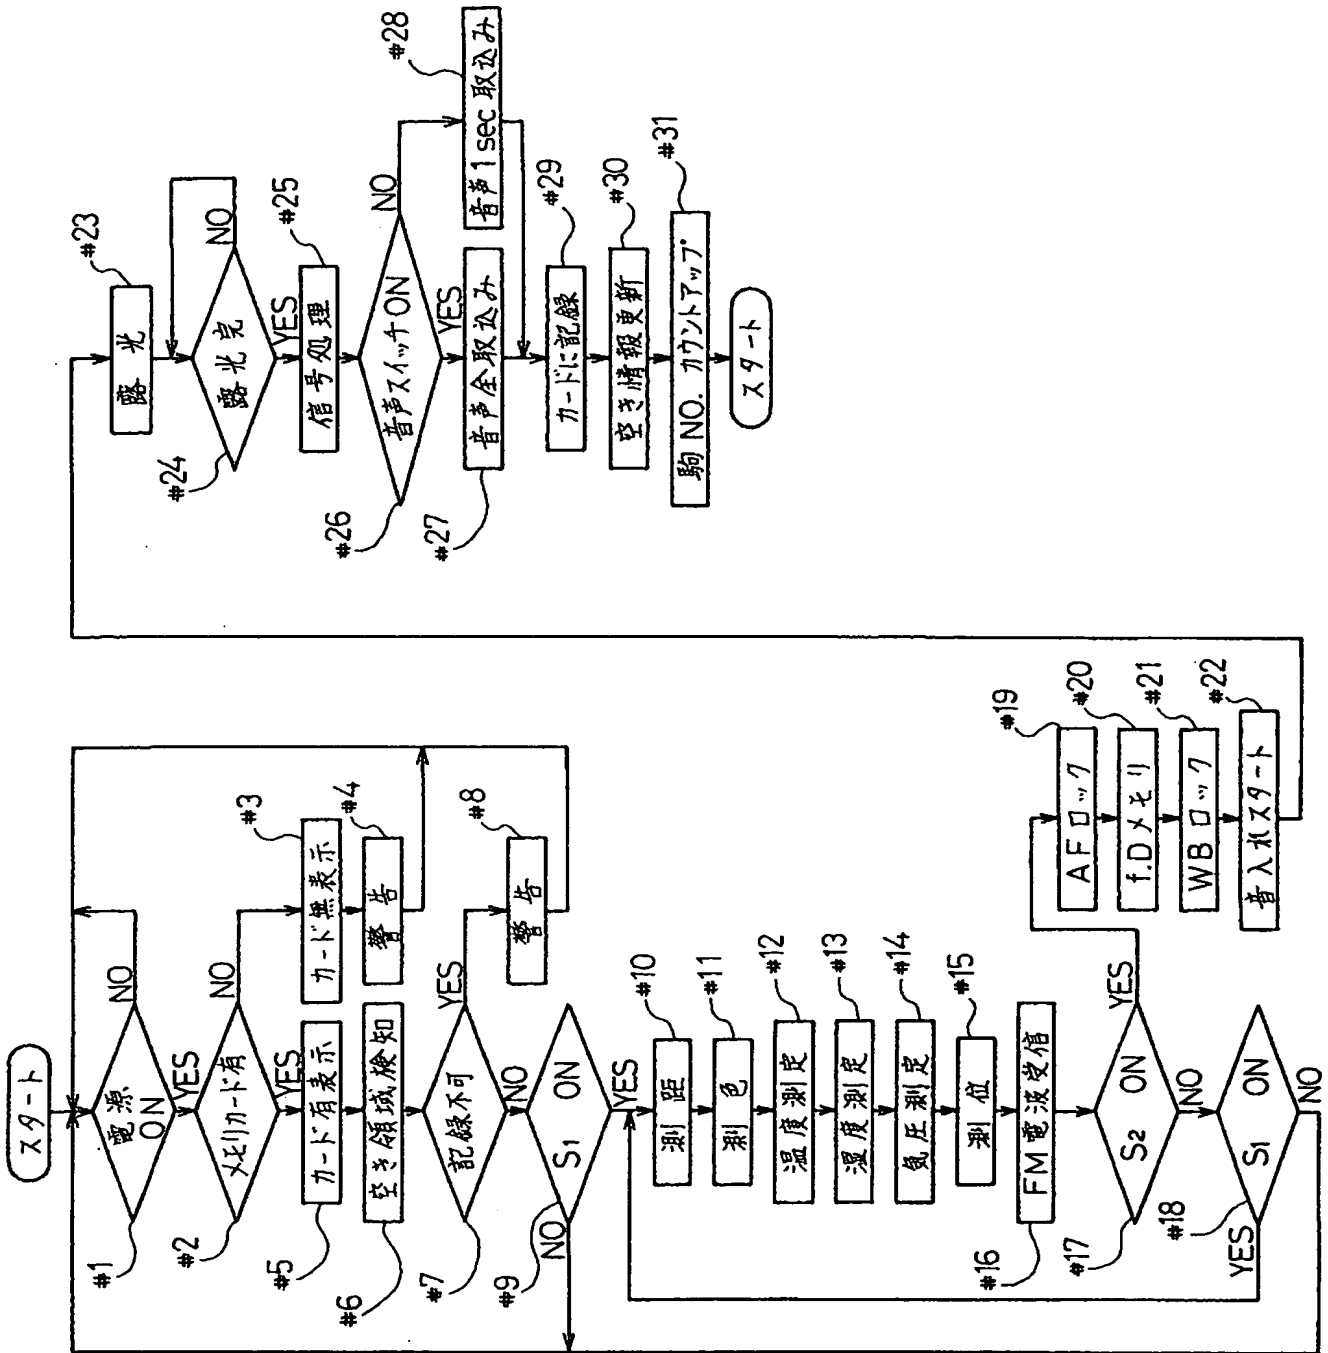 スタート
電源
ON
#1
NO
YES
メモリカード有
#2
NO
YES
カード無表示
#3
警告
#4
カード有表示
#5
空き領域検知
#6
記録不可
#7
YES
NO
警告
#8
S1 ON
#9
NO
YES
測距
#10
測色
#11
温度測定
#12
湿度測定
#13
気圧測定
#14
測位
#15
FM電波受信
#16
S2 ON
#17
YES
NO
S1 ON
#18
YES
NO
AFロック
#19
f.Dメモリ
#20
WBロック
#21
音入れスタート
#22
露光
#23
露光完
#24
NO
YES
信号処理
#25
音声スイッチON
#26
NO
YES
音声全取込み
#27
音声1sec取込み
#28
カードに記録
#29
空き情報更新
#30
駒NO.カウントアップ
#31
スタート